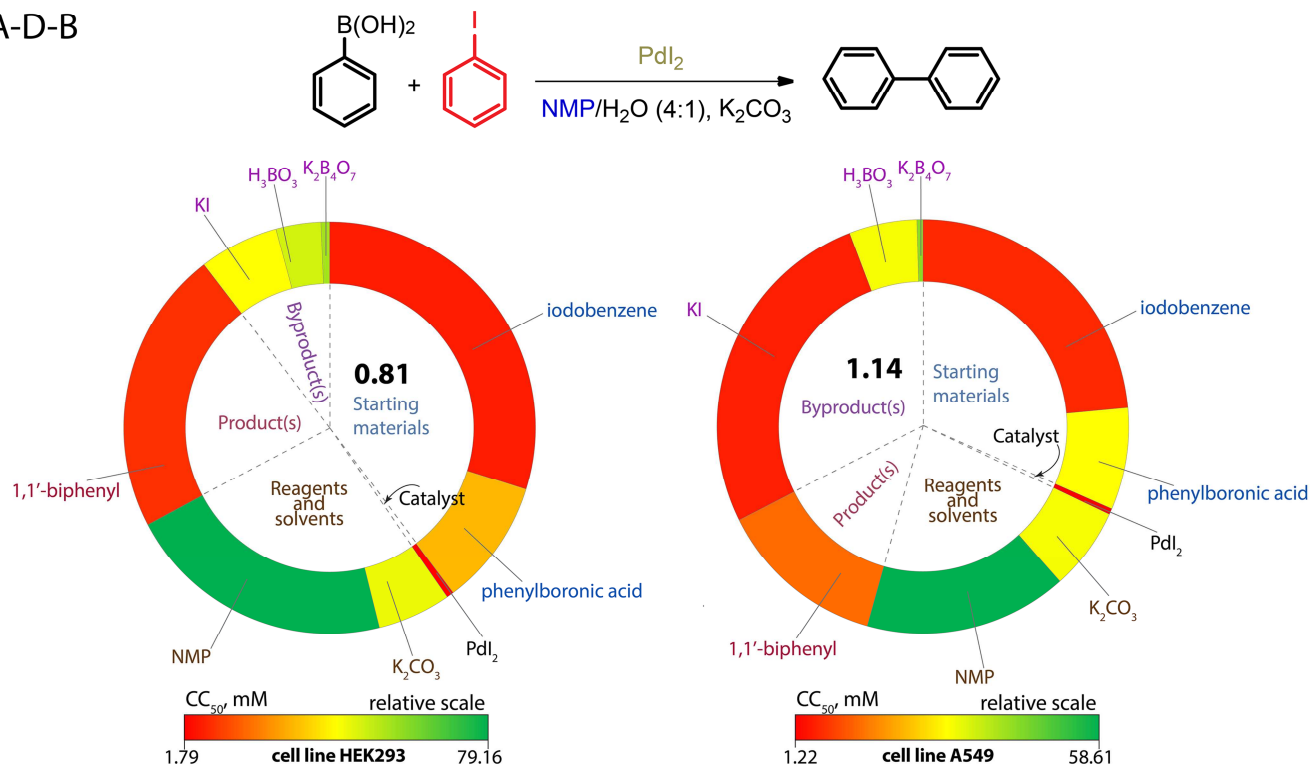 A-D-B
B(OH)₂
I
+
PdI₂
NMP/H₂O (4:1), K₂CO₃
KI
H₃BO₃
K₂B₄O₇
iodobenzene
Byproduct(s)
0.81
Starting
materials
Product(s)
Reagents
and
solvents
Catalyst
1,1′-biphenyl
phenylboronic acid
NMP
K₂CO₃
PdI₂
CC₅₀, mM
relative scale
1.79
cell line HEK293
79.16
H₃BO₃
K₂B₄O₇
KI
iodobenzene
1.14
Starting
materials
Byproduct(s)
Catalyst
Product(s)
Reagents
and
solvents
phenylboronic acid
PdI₂
K₂CO₃
1,1′-biphenyl
NMP
CC₅₀, mM
relative scale
1.22
cell line A549
58.61